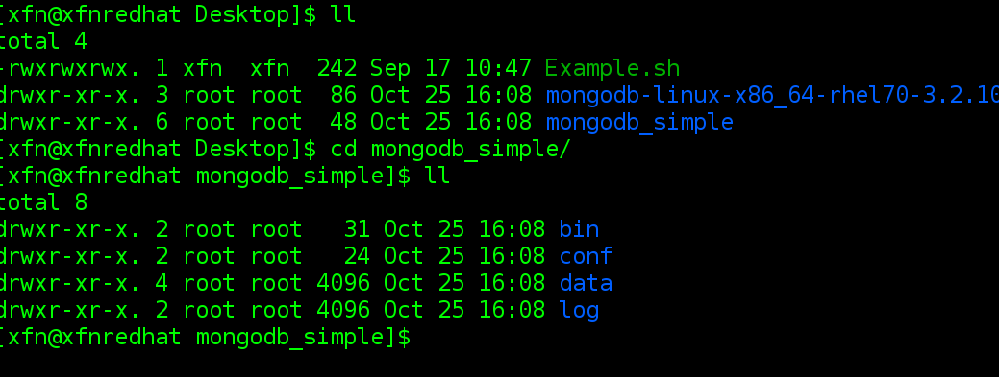 [xfn@xfnredhat Desktop]$ ll
total 4
-rwxrwxrwx. 1 xfn  xfn  242 Sep 17 10:47 Example.sh
drwxr-xr-x. 3 root root  86 Oct 25 16:08 mongodb-linux-x86_64-rhel70-3.2.10
drwxr-xr-x. 6 root root  48 Oct 25 16:08 mongodb_simple
[xfn@xfnredhat Desktop]$ cd mongodb_simple/
[xfn@xfnredhat mongodb_simple]$ ll
total 8
drwxr-xr-x. 2 root root   31 Oct 25 16:08 bin
drwxr-xr-x. 2 root root   24 Oct 25 16:08 conf
drwxr-xr-x. 4 root root 4096 Oct 25 16:08 data
drwxr-xr-x. 2 root root 4096 Oct 25 16:08 log
[xfn@xfnredhat mongodb_simple]$